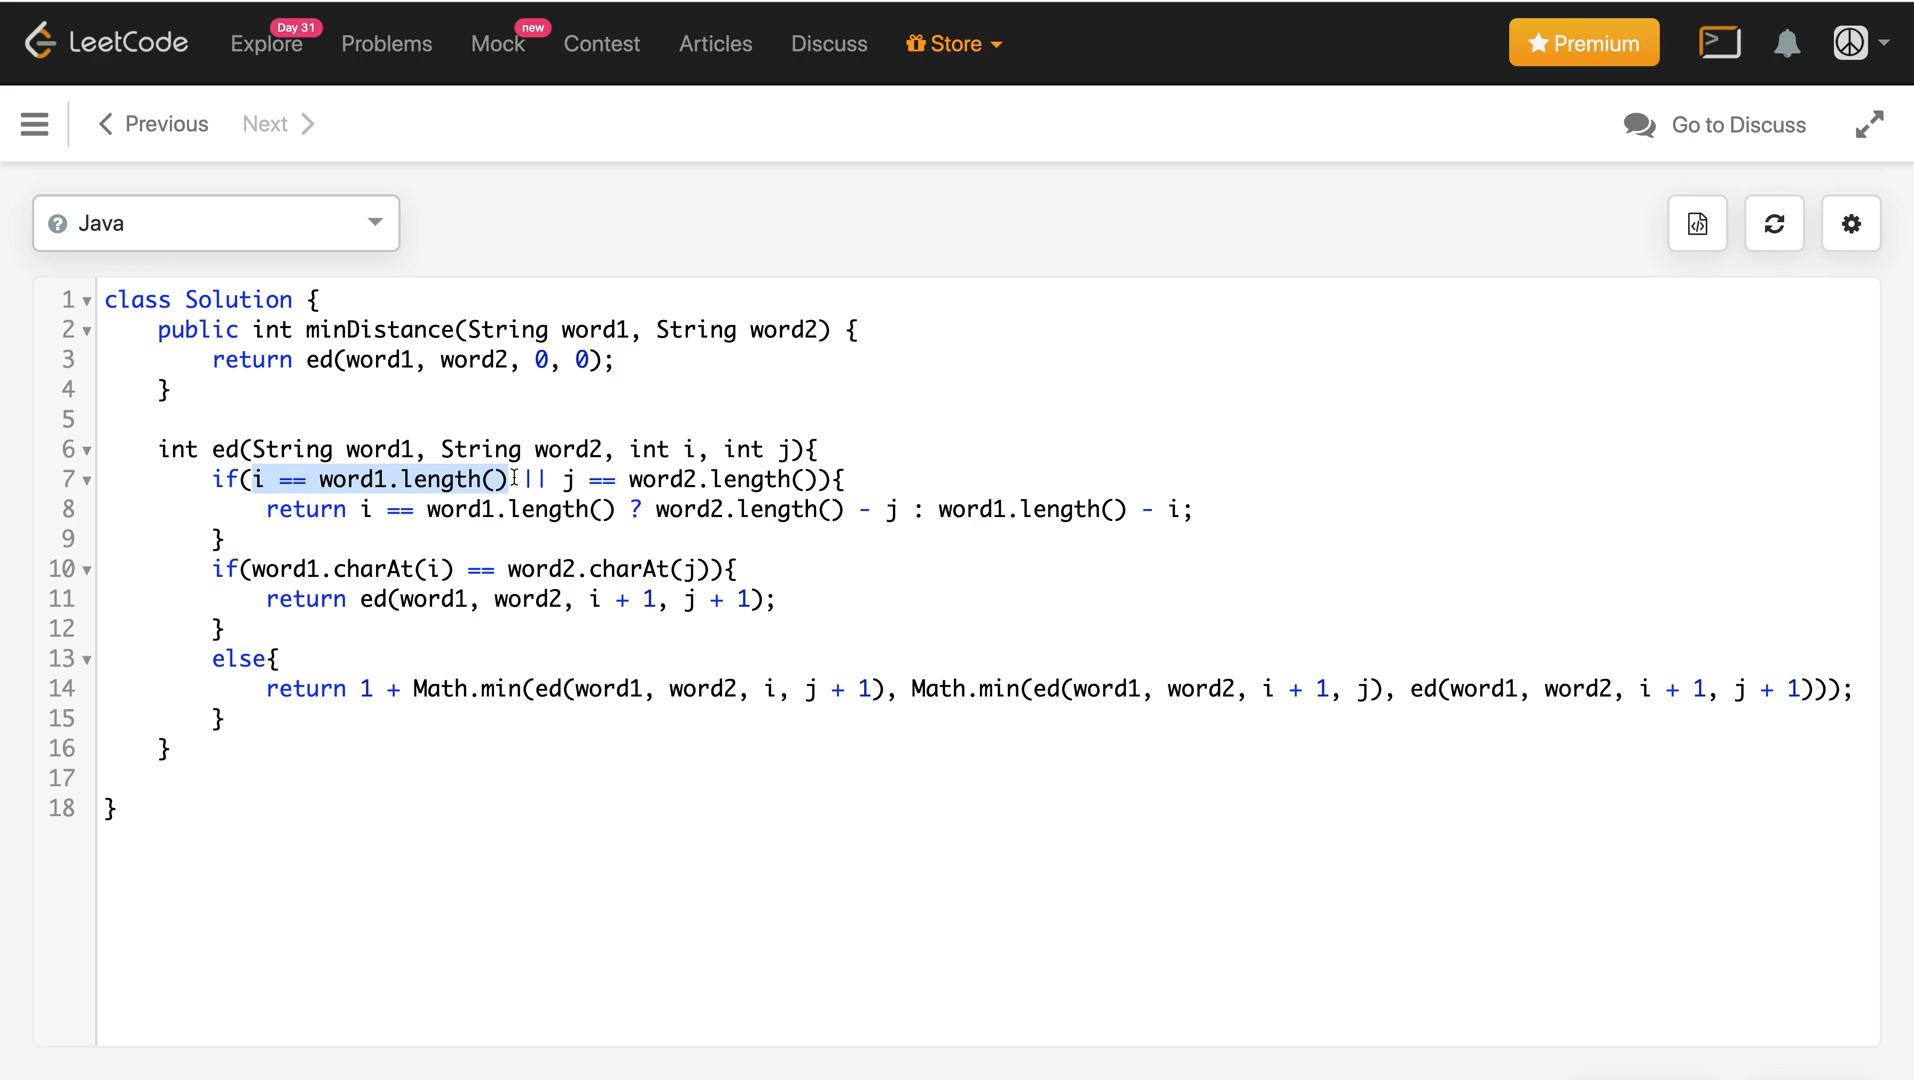 LeetCode Explore Day 31 Problems Mock new Contest Articles Discuss Store Premium
Previous Next Go to Discuss
Java
1 class Solution {
2 public int minDistance(String word1, String word2) {
3 return ed(word1, word2, 0, 0);
4 }
5
6 int ed(String word1, String word2, int i, int j){
7 if(i == word1.length() || j == word2.length()){
8 return i == word1.length() ? word2.length() - j : word1.length() - i;
9 }
10 if(word1.charAt(i) == word2.charAt(j)){
11 return ed(word1, word2, i + 1, j + 1);
12 }
13 else{
14 return 1 + Math.min(ed(word1, word2, i, j + 1), Math.min(ed(word1, word2, i + 1, j), ed(word1, word2, i + 1, j + 1)));
15 }
16 }
17
18 }